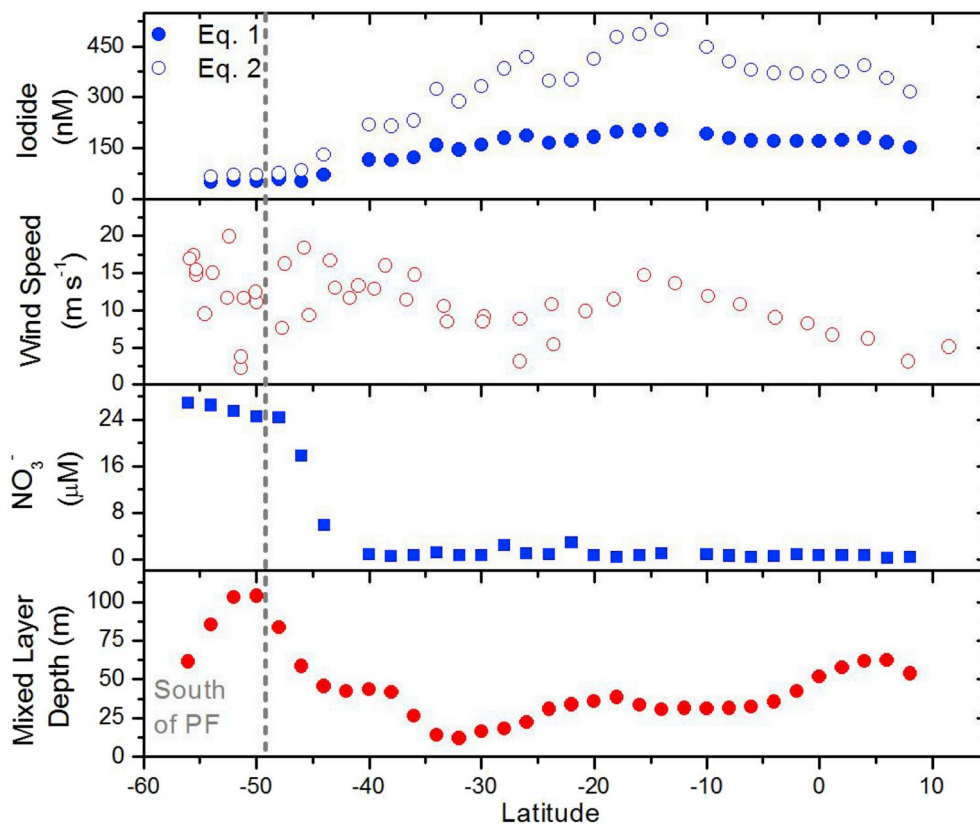 Eq. 1
Eq. 2
Iodide
(nM)
450
300
150
0
Wind Speed
(m s⁻¹)
20
15
10
5
0
NO₃⁻
(µM)
24
16
8
0
Mixed Layer
Depth (m)
100
75
50
25
0
South
of PF
-60 -50 -40 -30 -20 -10 0 10
Latitude